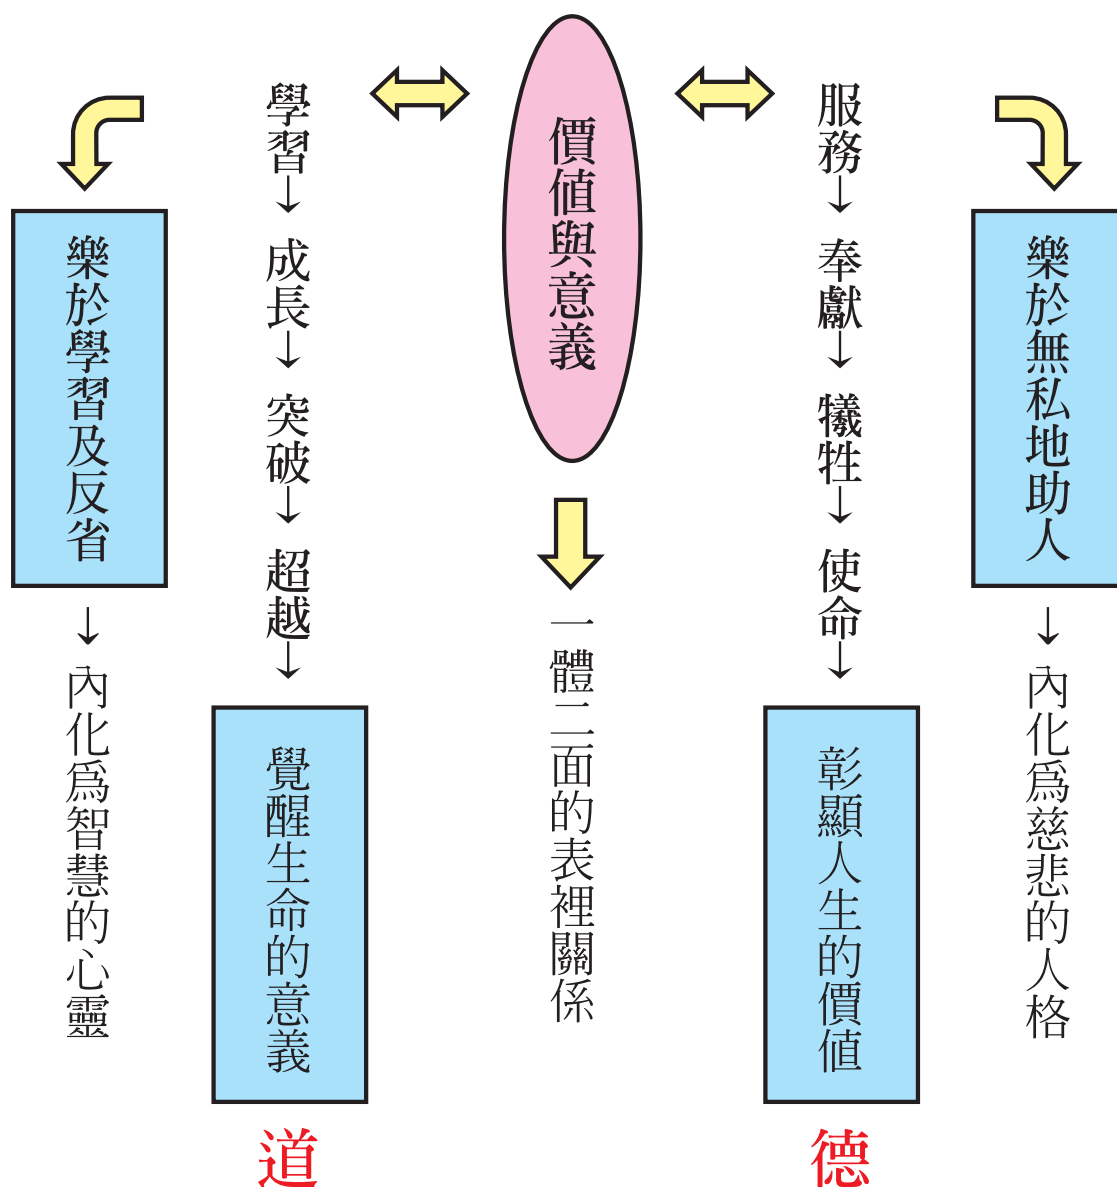 樂於無私地助人
↓內化爲慈悲的人格
服務↓奉獻↓犧牲↓使命↓
彰顯人生的價值
德
價值與意義
一體二面的表裡關係
學習↓成長↓突破↓超越↓
覺醒生命的意義
道
樂於學習及反省
↓內化爲智慧的心靈